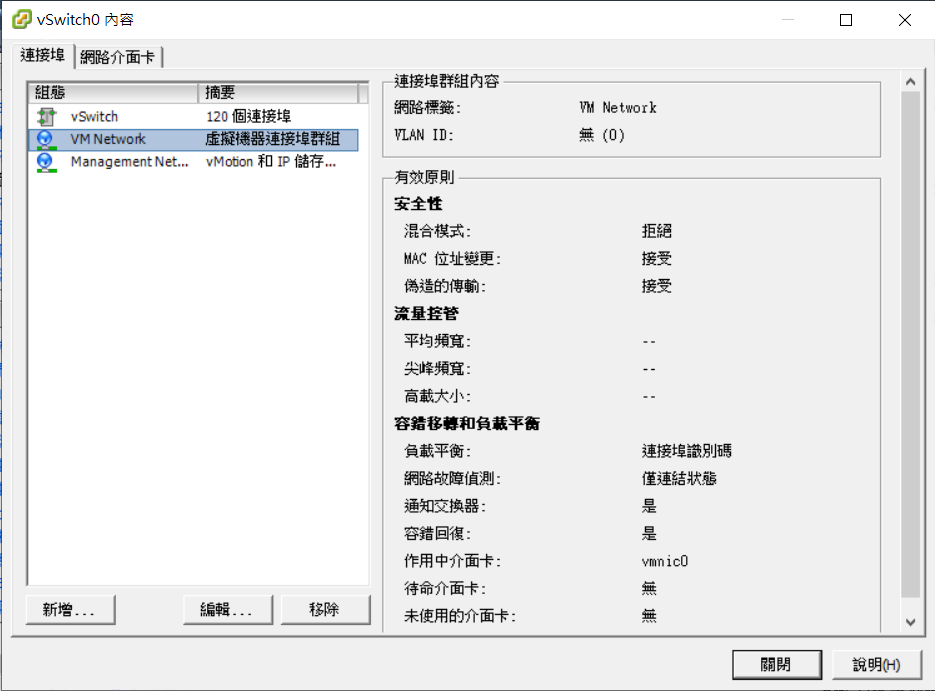 vSwitch0 內容
連接埠 網路介面卡
組態 摘要
vSwitch 120 個連接埠
VM Network 虛擬機器連接埠群組
Management Net... vMotion 和 IP 儲存...
新增... 編輯... 移除
連接埠群組內容
網路標籤: VM Network
VLAN ID: 無 (0)
有效原則
安全性
混合模式: 拒絕
MAC 位址變更: 接受
偽造的傳輸: 接受
流量控管
平均頻寬: --
尖峰頻寬: --
高載大小: --
容錯移轉和負載平衡
負載平衡: 連接埠識別碼
網路故障偵測: 僅連結狀態
通知交換器: 是
容錯回復: 是
作用中介面卡: vmnic0
待命介面卡: 無
未使用的介面卡: 無
關閉 說明(H)